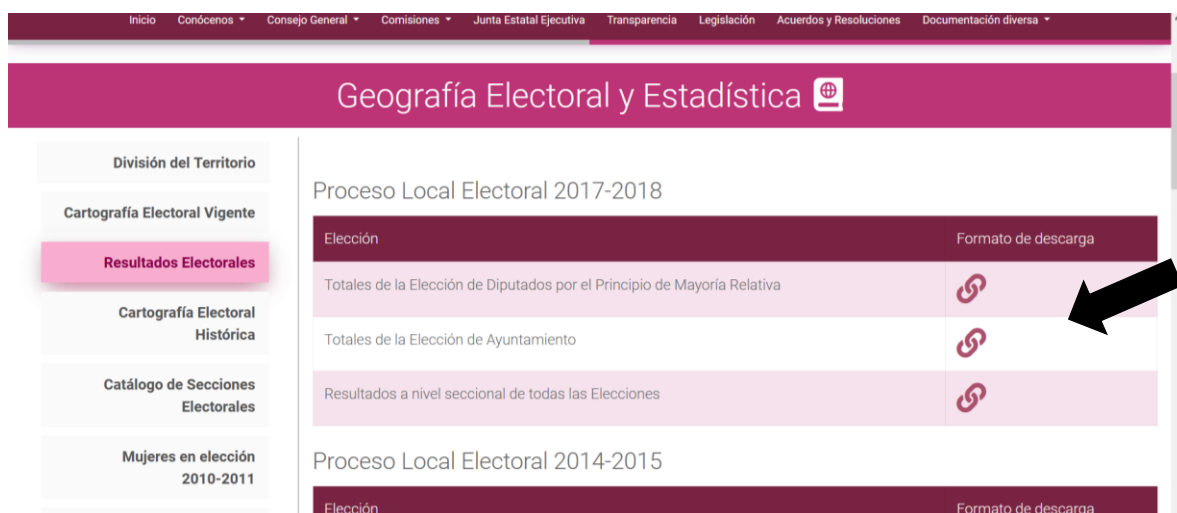 Inicio Conócenos Consejo General Comisiones Junta Estatal Ejecutiva Transparencia Legislación Acuerdos y Resoluciones Documentación diversa
Geografía Electoral y Estadística
División del Territorio
Cartografía Electoral Vigente
Resultados Electorales
Cartografía Electoral
Histórica
Catálogo de Secciones
Electorales
Mujeres en elección
2010-2011
Proceso Local Electoral 2017-2018
Elección Formato de descarga
Totales de la Elección de Diputados por el Principio de Mayoría Relativa
Totales de la Elección de Ayuntamiento
Resultados a nivel seccional de todas las Elecciones
Proceso Local Electoral 2014-2015
Elección Formato de descarga